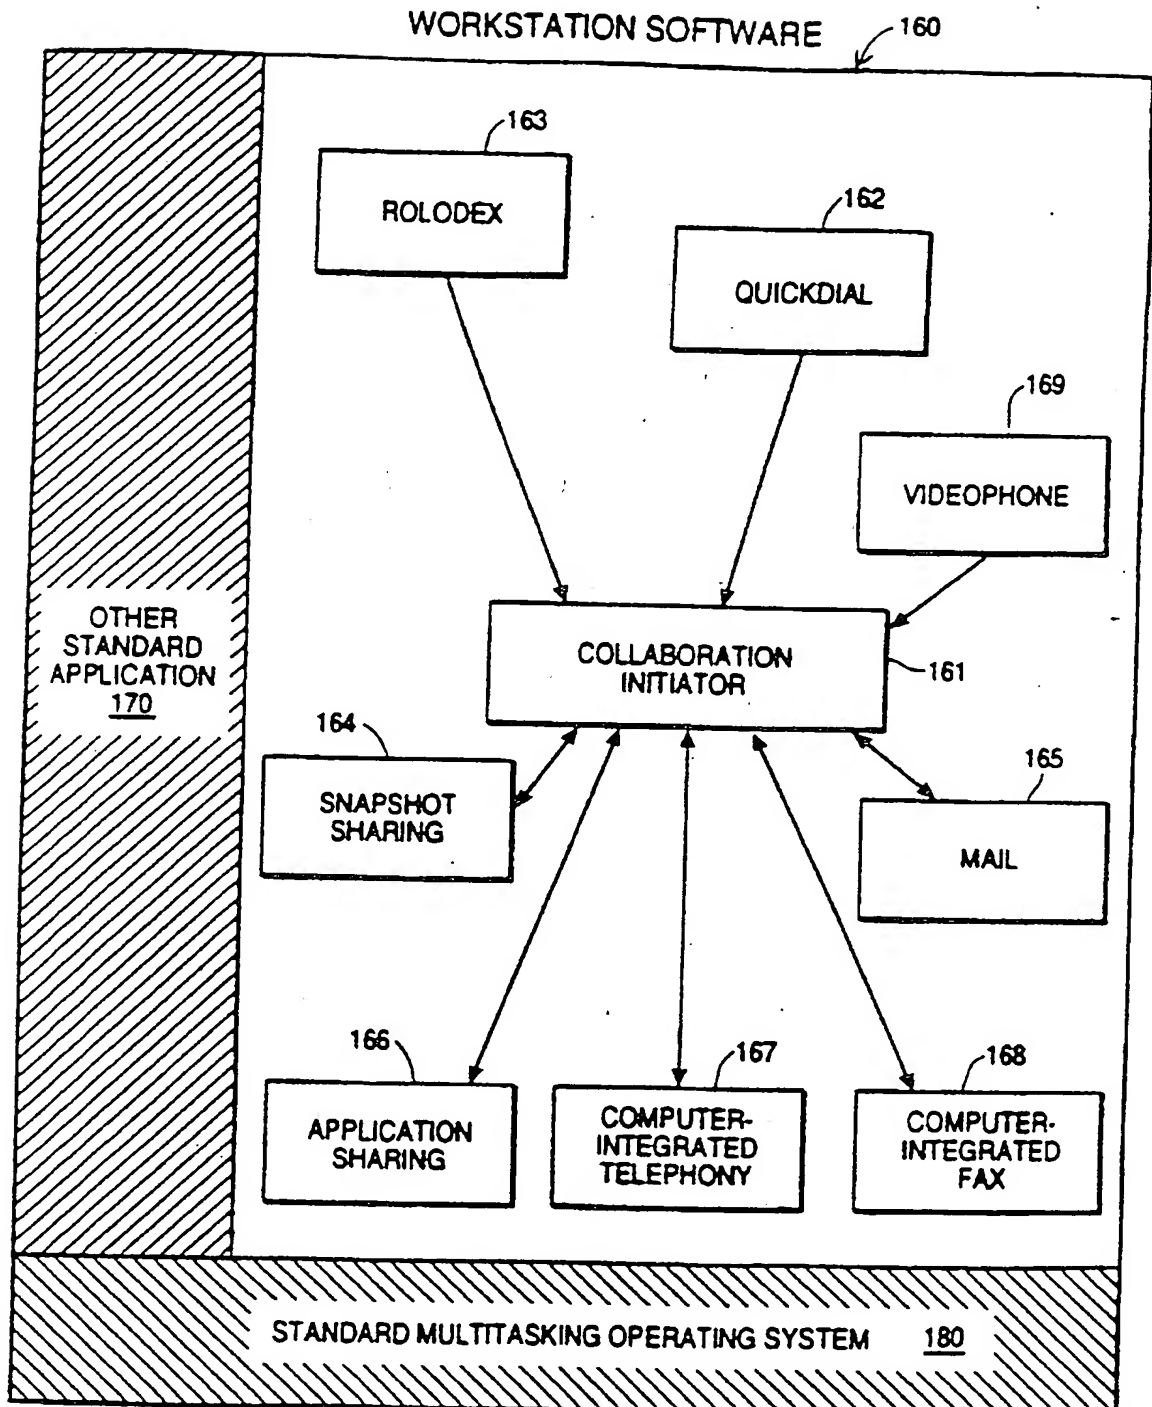 WORKSTATION SOFTWARE
160
163
ROLODEX
162
QUICKDIAL
169
VIDEOPHONE
OTHER
STANDARD
APPLICATION
170
COLLABORATION
INITIATOR
161
164
SNAPSHOT
SHARING
165
MAIL
166
APPLICATION
SHARING
167
COMPUTER-
INTEGRATED
TELEPHONY
168
COMPUTER-
INTEGRATED
FAX
STANDARD MULTITASKING OPERATING SYSTEM 180